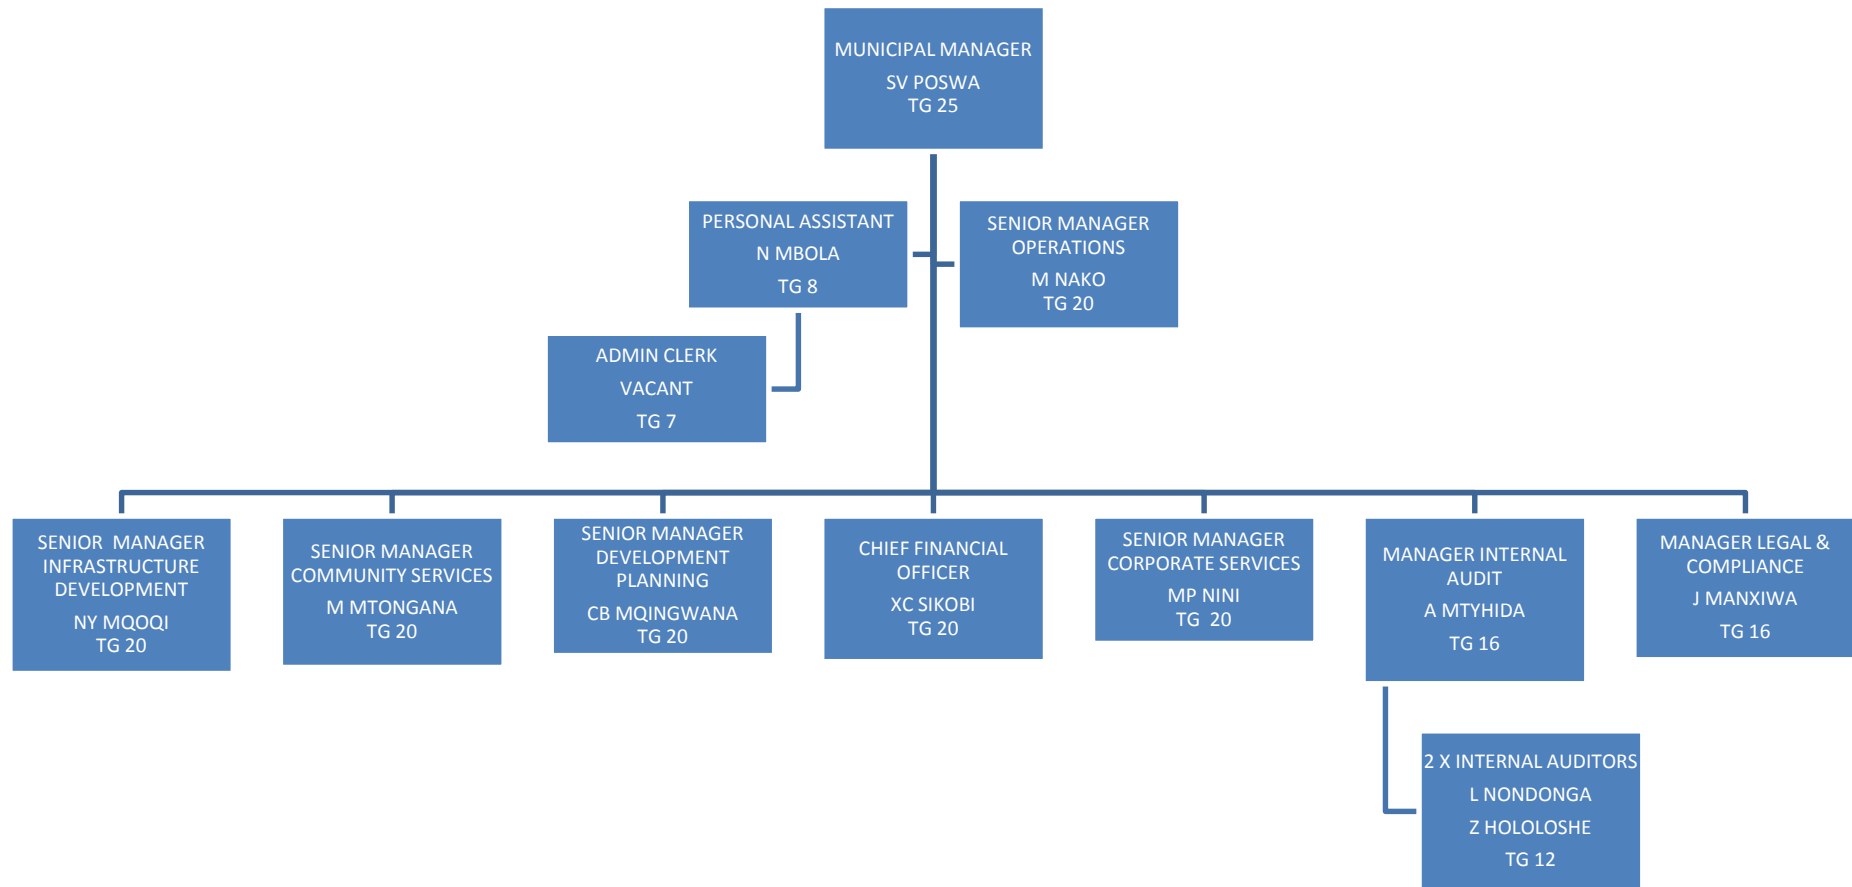 MUNICIPAL MANAGER
SV POSWA
TG 25
PERSONAL ASSISTANT
N MBOLA
TG 8
SENIOR MANAGER
OPERATIONS
M NAKO
TG 20
ADMIN CLERK
VACANT
TG 7
SENIOR MANAGER
INFRASTRUCTURE
DEVELOPMENT
NY MQOQI
TG 20
SENIOR MANAGER
COMMUNITY SERVICES
M MTONGANA
TG 20
SENIOR MANAGER
DEVELOPMENT
PLANNING
CB MQINGWANA
TG 20
CHIEF FINANCIAL
OFFICER
XC SIKOBI
TG 20
SENIOR MANAGER
CORPORATE SERVICES
MP NINI
TG 20
MANAGER INTERNAL
AUDIT
A MTYHIDA
TG 16
MANAGER LEGAL &
COMPLIANCE
J MANXIWA
TG 16
2 X INTERNAL AUDITORS
L NONDONGA
Z HOLOLOSHE
TG 12